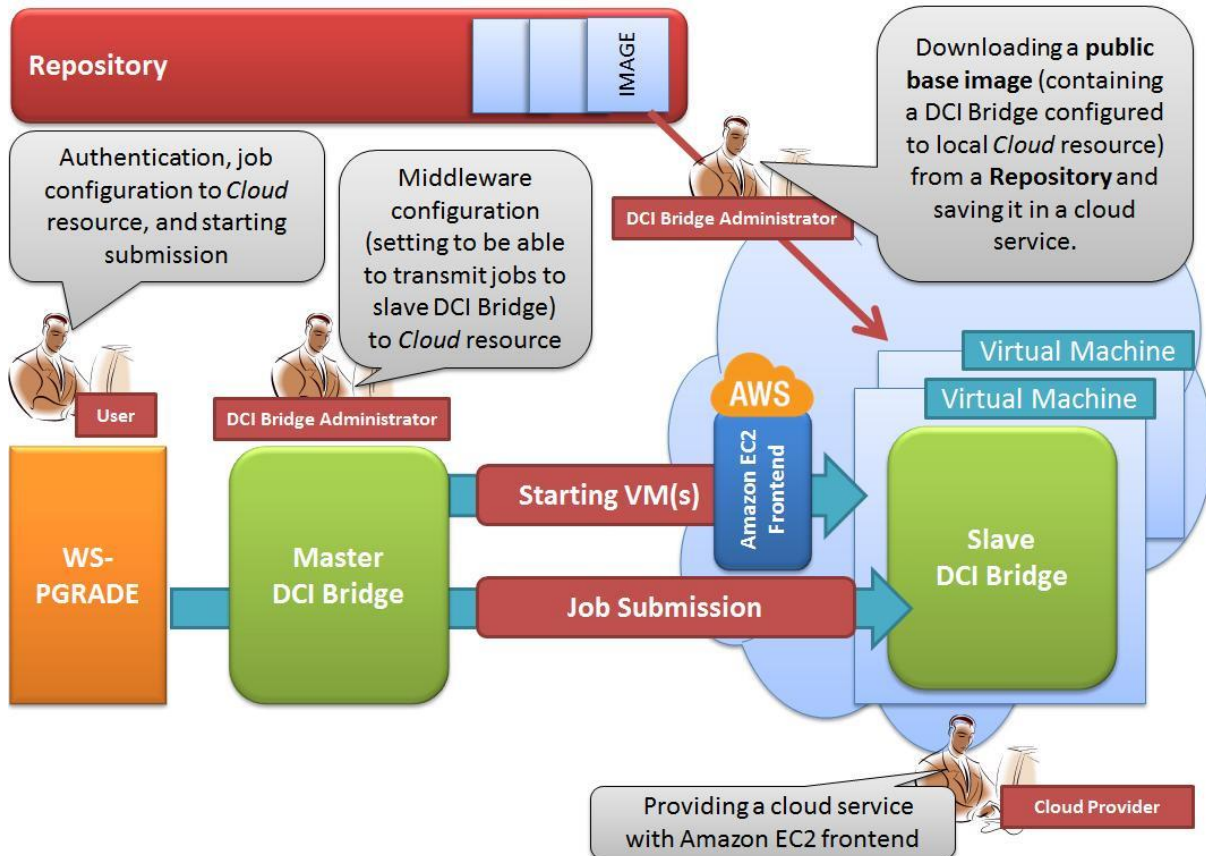 Repository
IMAGE
Downloading a public
base image (containing
a DCI Bridge configured
to local Cloud resource)
from a Repository and
saving it in a cloud
service.
Authentication, job
configuration to Cloud
resource, and starting
submission
Middleware
configuration
(setting to be able
to transmit jobs to
slave DCI Bridge)
to Cloud resource
DCI Bridge Administrator
User
DCI Bridge Administrator
Virtual Machine
Virtual Machine
AWS
Amazon EC2
Frontend
Starting VM(s)
WS-
PGRADE
Master
DCI Bridge
Slave
DCI Bridge
Job Submission
Providing a cloud service
with Amazon EC2 frontend
Cloud Provider